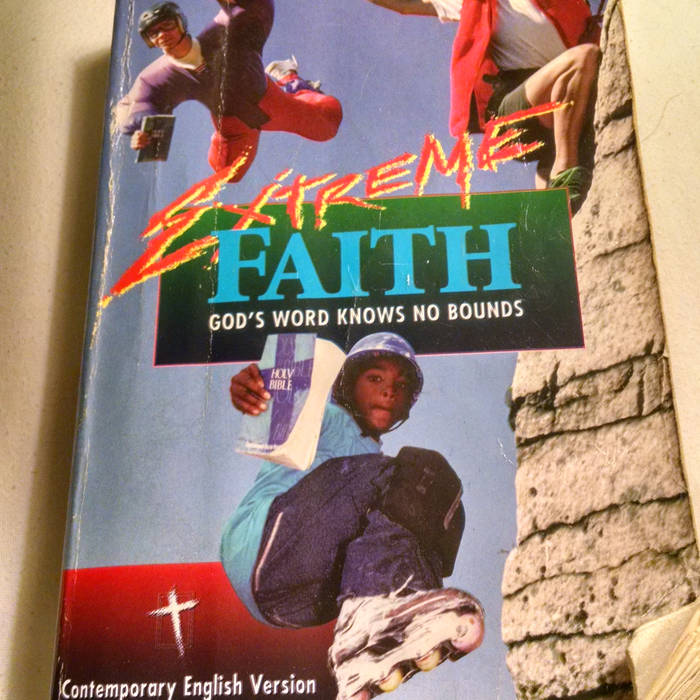 EXTREME
FAITH
GOD'S WORD KNOWS NO BOUNDS
HOLY
BIBLE
Contemporary English Version